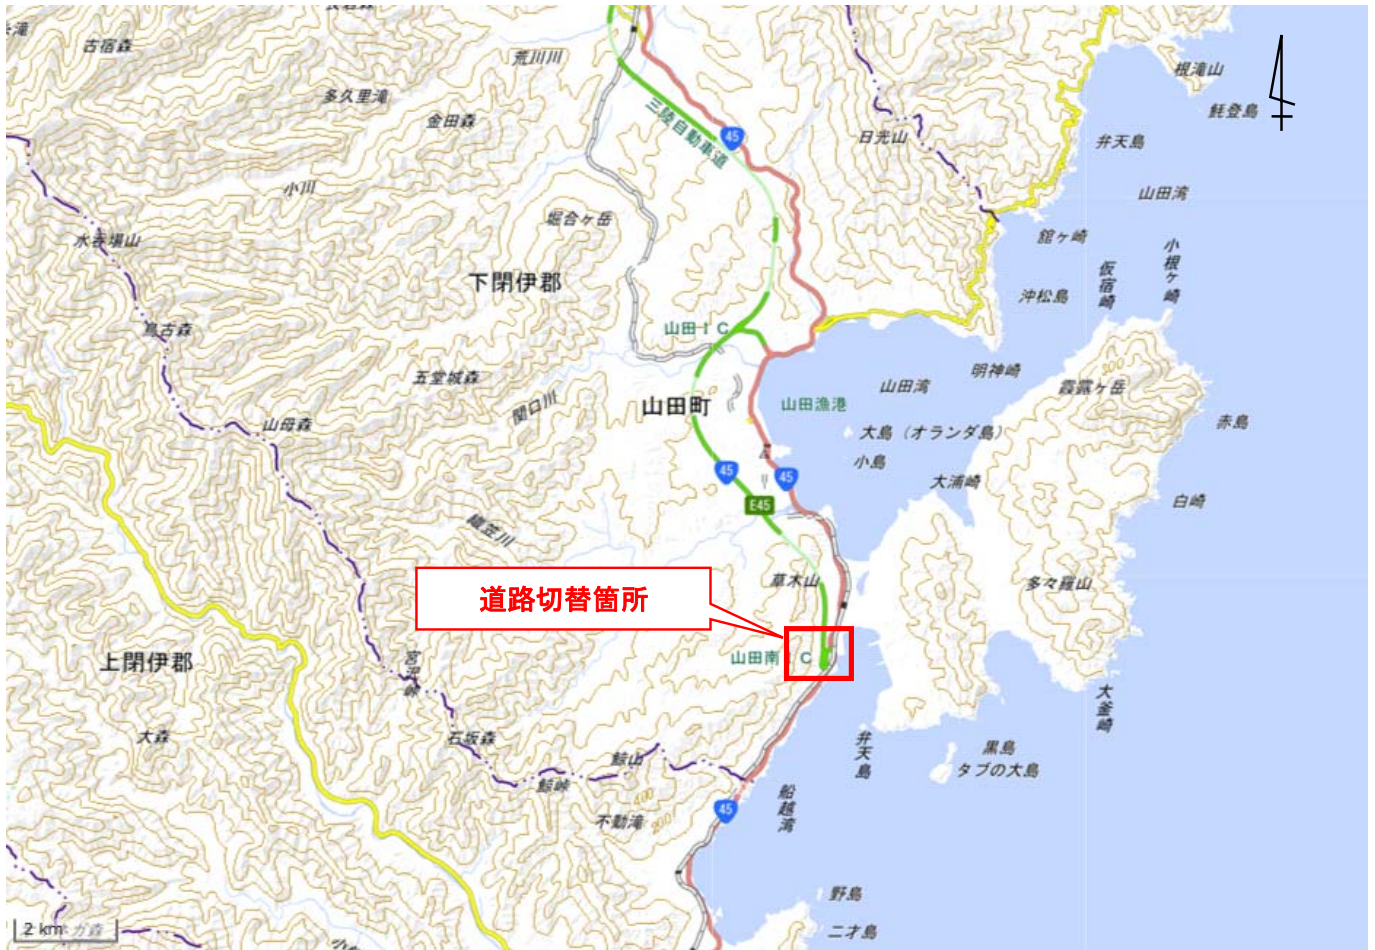 古宿森
荒川川
根滝山
多久里滝
金田森
三陸自動車道
45
日光山
魹登島
弁天島
小川
山田湾
堀合ヶ岳
水呑場山
舘ヶ崎
小根ヶ崎
仮宿崎
下閉伊郡
沖松島
鳥古森
山田IC
五堂城森
明神崎
山田湾
霞露ヶ岳
関口川
山田町
山田漁港
山母森
赤島
大島(オランダ島)
小島
45
45
大浦崎
E45
白崎
織笠川
草木山
多々羅山
道路切替箇所
山田南IC
上閉伊郡
宮沢峠
大釜崎
大森
石坂森
弁天島
黒島
タブの大島
鯨山
鯨峠
400
200
船越湾
45
不動滝
野島
二才島
2 km